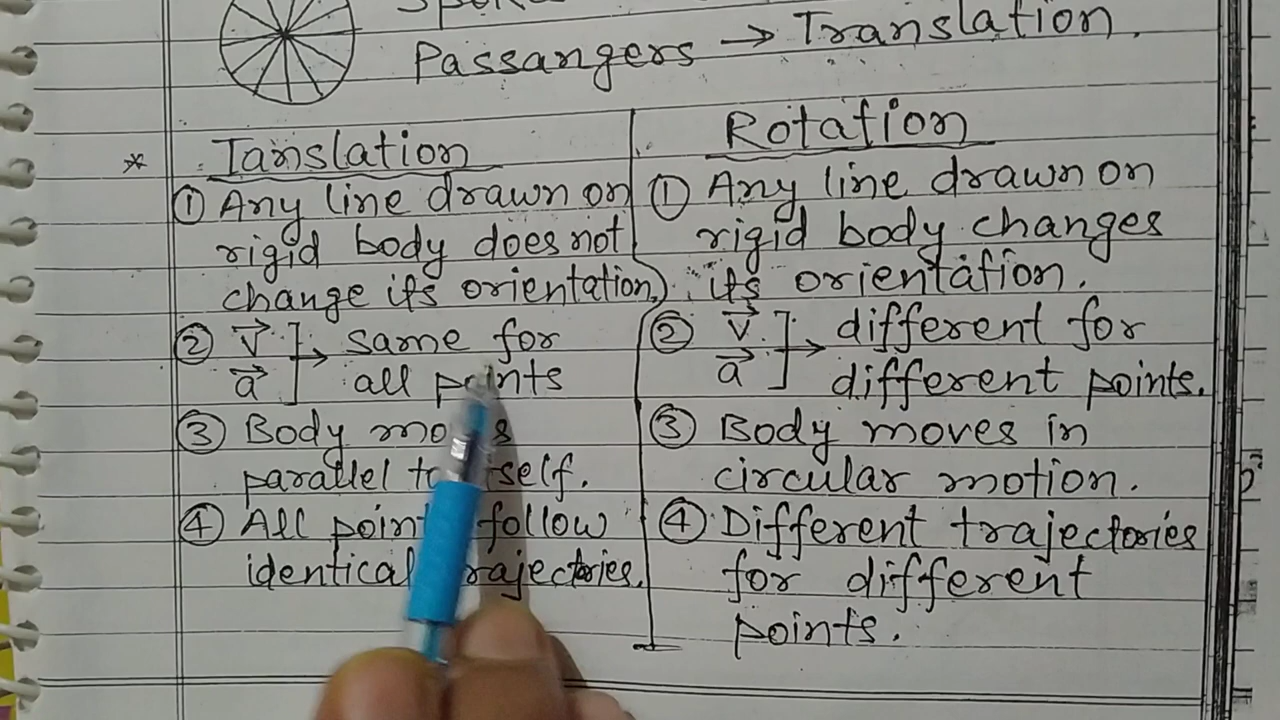 Passangers → Translation.
* Tanslation
① Any line drawn on
rigid body does not
change its orientation.
② v⃗ ] → same for
a⃗ ] all points
③ Body
parallel
④ All follow
identical
Rotation
① Any line drawn on
rigid body changes
its orientation.
② v⃗ ] → different for
a⃗ ] different points.
③ Body moves in
circular motion.
④ Different trajectories
for different
points.